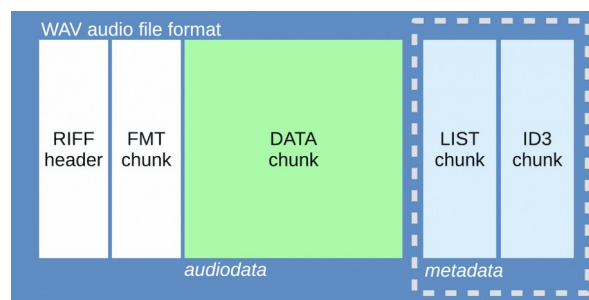 WAV audio file format
RIFF
header
FMT
chunk
DATA
chunk
LIST
chunk
ID3
chunk
audiodata
metadata